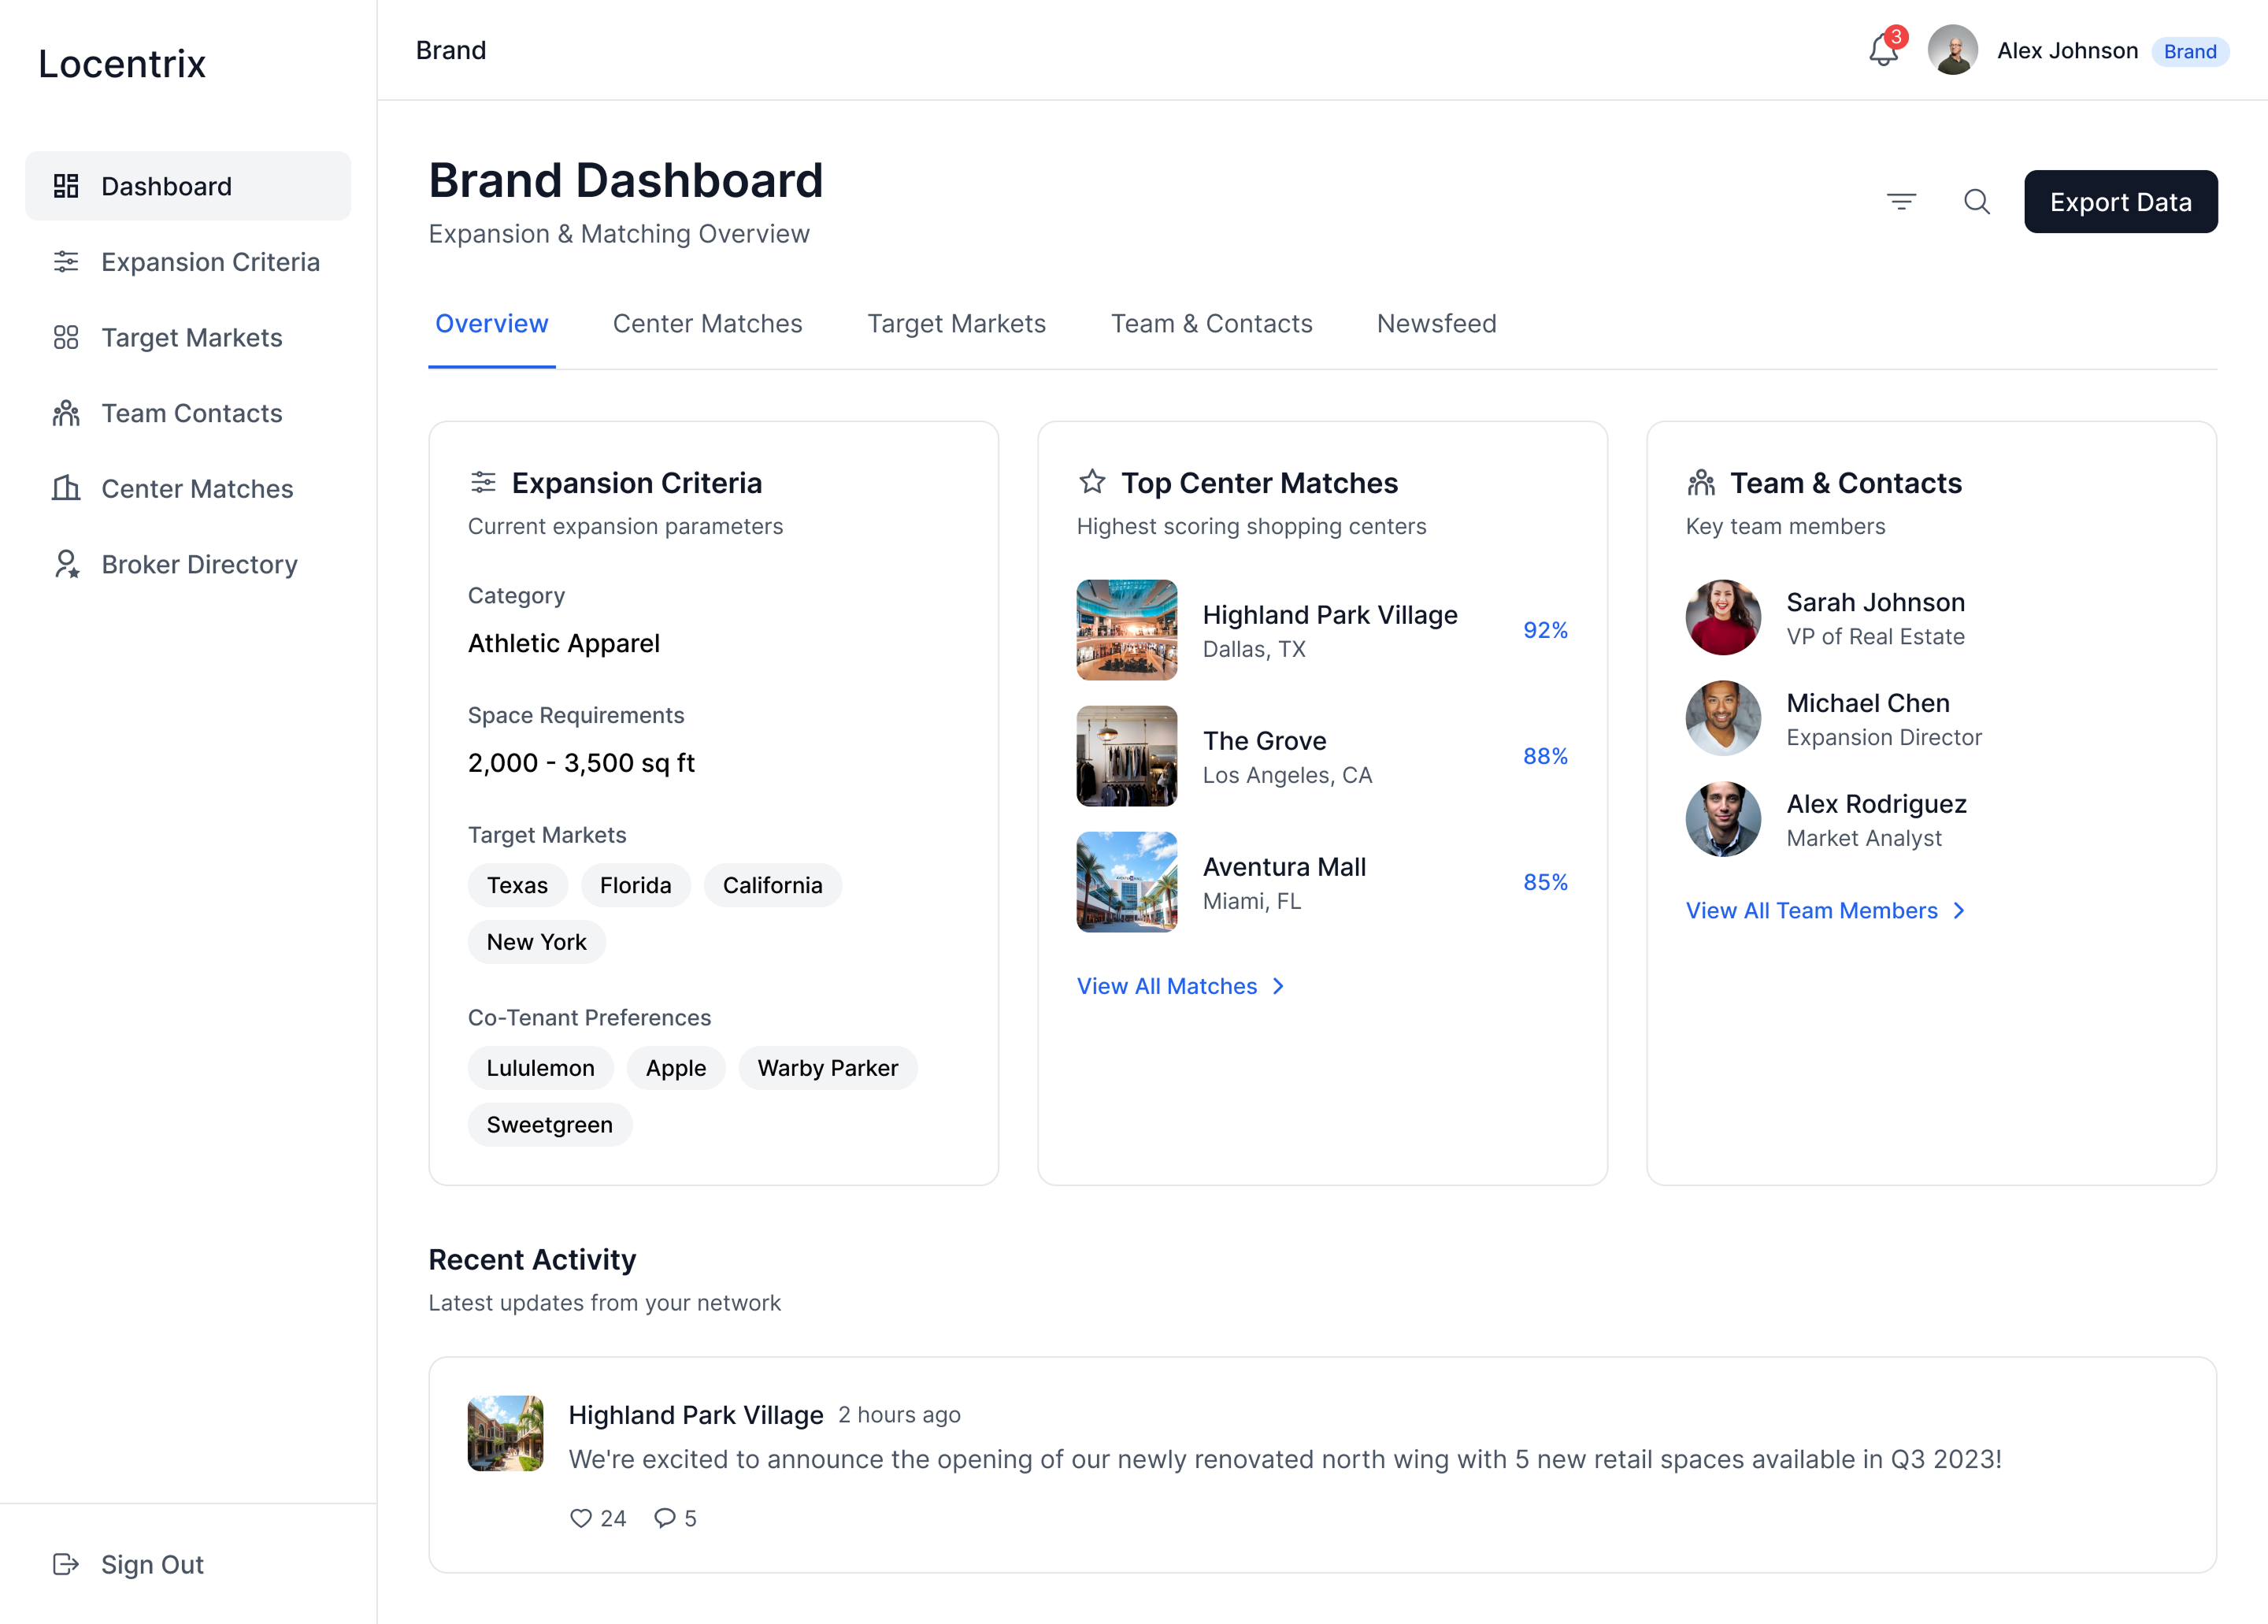 Locentrix
Dashboard
Expansion Criteria
Target Markets
Team Contacts
Center Matches
Broker Directory
Sign Out
Brand
3
Alex Johnson
Brand
Brand Dashboard
Expansion & Matching Overview
Export Data
Overview
Center Matches
Target Markets
Team & Contacts
Newsfeed
Expansion Criteria
Current expansion parameters
Category
Athletic Apparel
Space Requirements
2,000 - 3,500 sq ft
Target Markets
Texas
Florida
California
New York
Co-Tenant Preferences
Lululemon
Apple
Warby Parker
Sweetgreen
Top Center Matches
Highest scoring shopping centers
Highland Park Village
Dallas, TX
92%
The Grove
Los Angeles, CA
88%
Aventura Mall
Miami, FL
85%
View All Matches
Team & Contacts
Key team members
Sarah Johnson
VP of Real Estate
Michael Chen
Expansion Director
Alex Rodriguez
Market Analyst
View All Team Members
Recent Activity
Latest updates from your network
Highland Park Village 2 hours ago
We're excited to announce the opening of our newly renovated north wing with 5 new retail spaces available in Q3 2023!
24 5